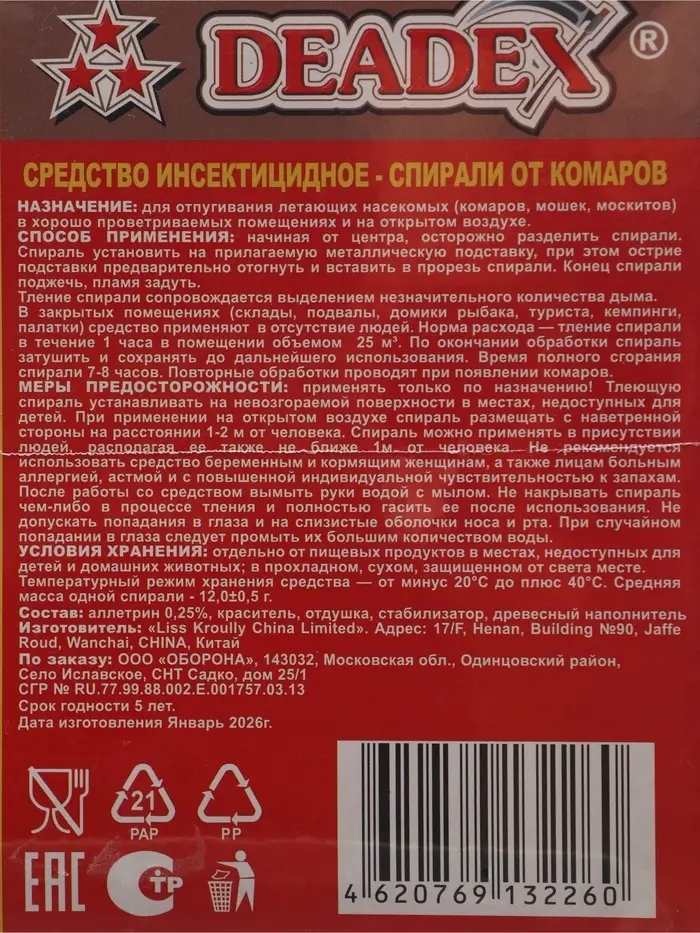 DEADEX ®
СРЕДСТВО ИНСЕКТИЦИДНОЕ - СПИРАЛИ ОТ КОМАРОВ
НАЗНАЧЕНИЕ: для отпугивания летающих насекомых (комаров, мошек, москитов)
в хорошо проветриваемых помещениях и на открытом воздухе.
СПОСОБ ПРИМЕНЕНИЯ: начиная от центра, осторожно разделить спирали.
Спираль установить на прилагаемую металлическую подставку, при этом острие
подставки предварительно отогнуть и вставить в прорезь спирали. Конец спирали
поджечь, пламя задуть.
Тление спирали сопровождается выделением незначительного количества дыма.
В закрытых помещениях (склады, подвалы, домики рыбака, туриста, кемпинги,
палатки) средство применяют в отсутствие людей. Норма расхода — тление спирали
в течение 1 часа в помещении объемом 25 м³. По окончании обработки спираль
затушить и сохранять до дальнейшего использования. Время полного сгорания
спирали 7-8 часов. Повторные обработки проводят при появлении комаров.
МЕРЫ ПРЕДОСТОРОЖНОСТИ: применять только по назначению! Тлеющую
спираль устанавливать на невозгораемой поверхности в местах, недоступных для
детей. При применении на открытом воздухе спираль размещать с наветренной
стороны на расстоянии 1-2 м от человека. Спираль можно применять в присутствии
людей, располагая ее также не ближе 1м от человека. Не рекомендуется
использовать средство беременным и кормящим женщинам, а также лицам больным
аллергией, астмой и с повышенной индивидуальной чувствительностью к запахам.
После работы со средством вымыть руки водой с мылом. Не накрывать спираль
чем-либо в процессе тления и полностью гасить ее после использования. Не
допускать попадания в глаза и на слизистые оболочки носа и рта. При случайном
попадании в глаза следует промыть их большим количеством воды.
УСЛОВИЯ ХРАНЕНИЯ: отдельно от пищевых продуктов в местах, недоступных для
детей и домашних животных; в прохладном, сухом, защищенном от света месте.
Температурный режим хранения средства — от минус 20°С до плюс 40°С. Средняя
масса одной спирали - 12,0±0,5 г.
Состав: аллетрин 0,25%, краситель, отдушка, стабилизатор, древесный наполнитель
Изготовитель: «Liss Kroully China Limited». Адрес: 17/F, Henan, Building №90, Jaffe
Roud, Wanchai, CHINA, Китай
По заказу: ООО «ОБОРОНА», 143032, Московская обл., Одинцовский район,
Село Иславское, СНТ Садко, дом 25/1
СГР № RU.77.99.88.002.Е.001757.03.13
Срок годности 5 лет.
Дата изготовления Январь 2026г.
21
PAP
PP
ЕАС
СТР
4 620769 132260